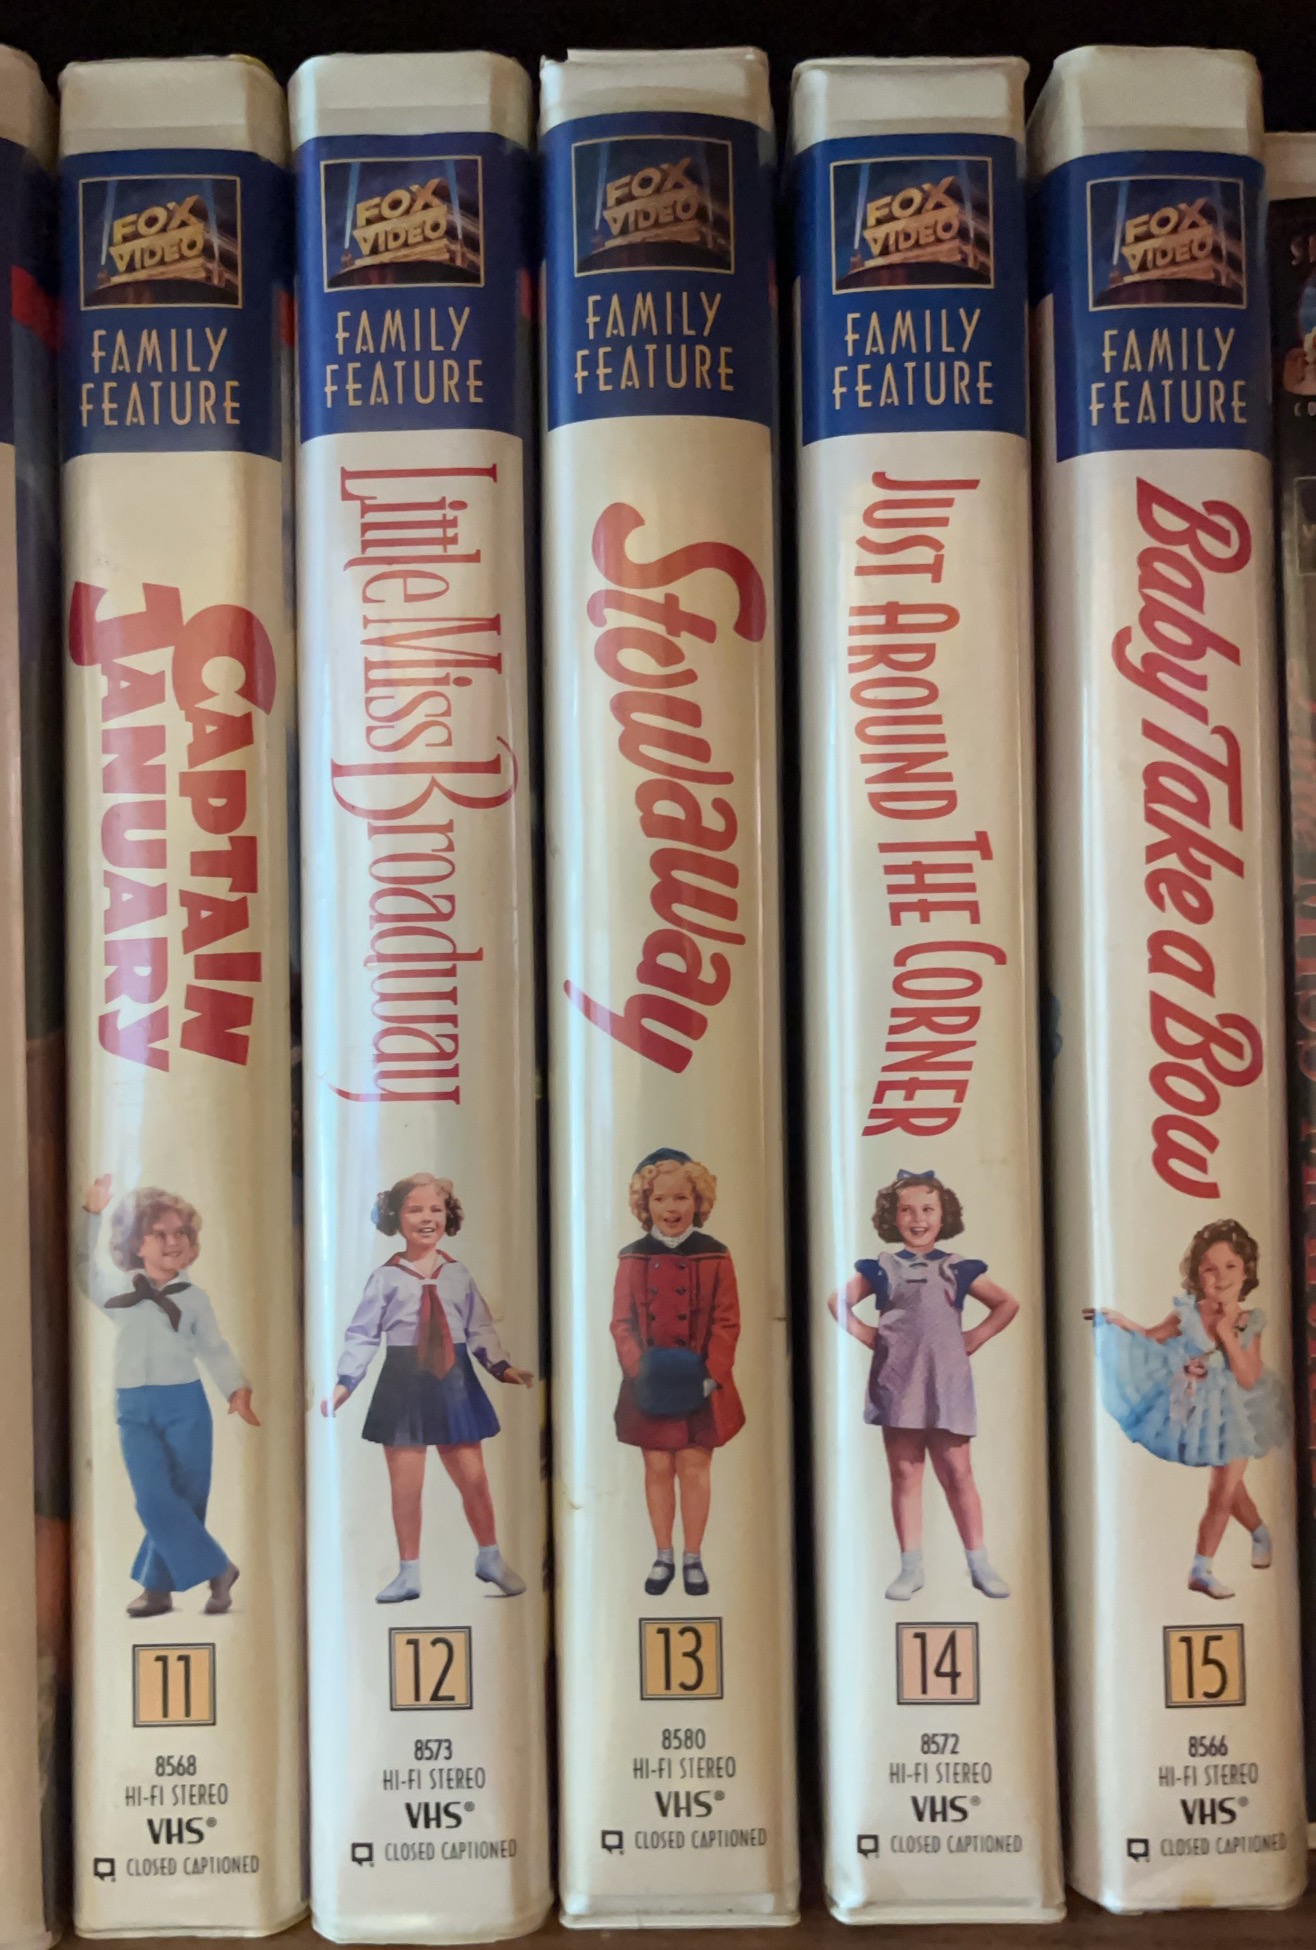 FOX
VIDEO
FAMILY
FEATURE
CAPTAIN
JANUARY
11
8568
HI-FI STEREO
VHS®
CLOSED CAPTIONED
FOX
VIDEO
FAMILY
FEATURE
Little Miss Broadway
12
8573
HI-FI STEREO
VHS®
CLOSED CAPTIONED
FOX
VIDEO
FAMILY
FEATURE
Stowaway
13
8580
HI-FI STEREO
VHS®
CLOSED CAPTIONED
FOX
VIDEO
FAMILY
FEATURE
JUST AROUND THE CORNER
14
8572
HI-FI STEREO
VHS®
CLOSED CAPTIONED
FOX
VIDEO
FAMILY
FEATURE
Baby Take a Bow
15
8566
HI-FI STEREO
VHS®
CLOSED CAPTIONED